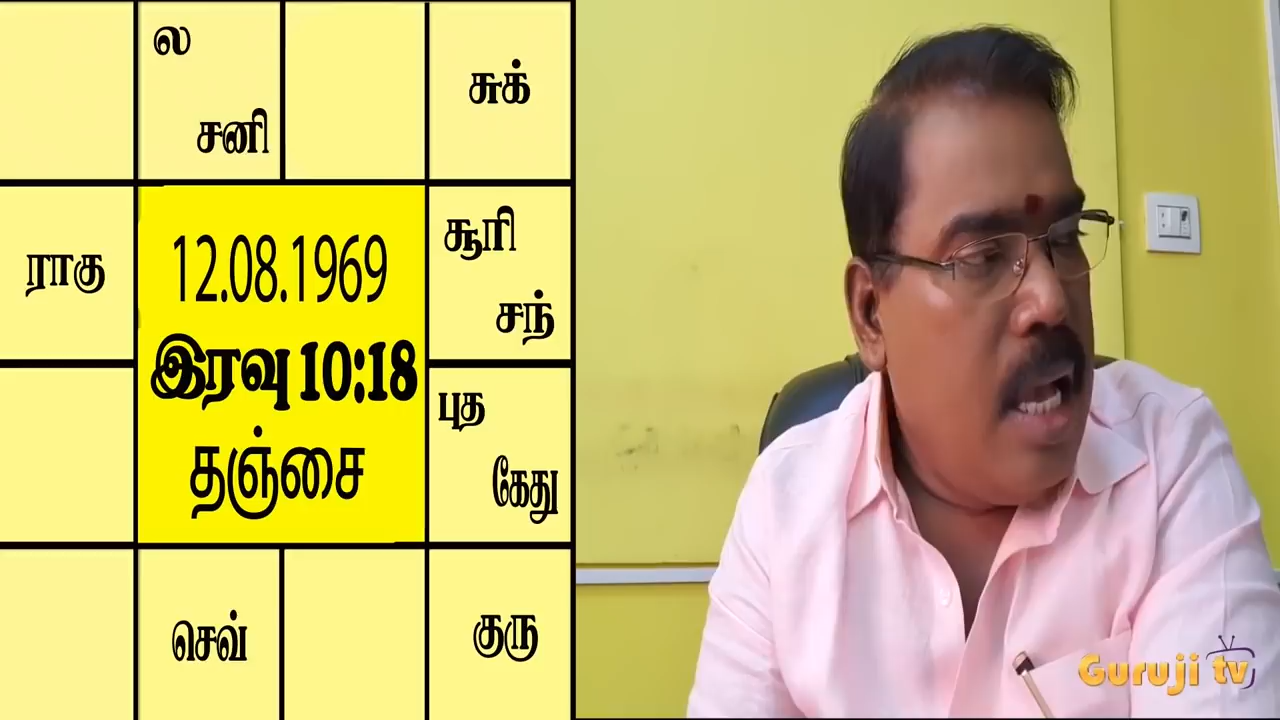 ல
சனி
சுக்
ராகு
12.08.1969
இரவு 10:18
தஞ்சை
சூரி
சந்
புத
கேது
செவ்
குரு
Guruji tv